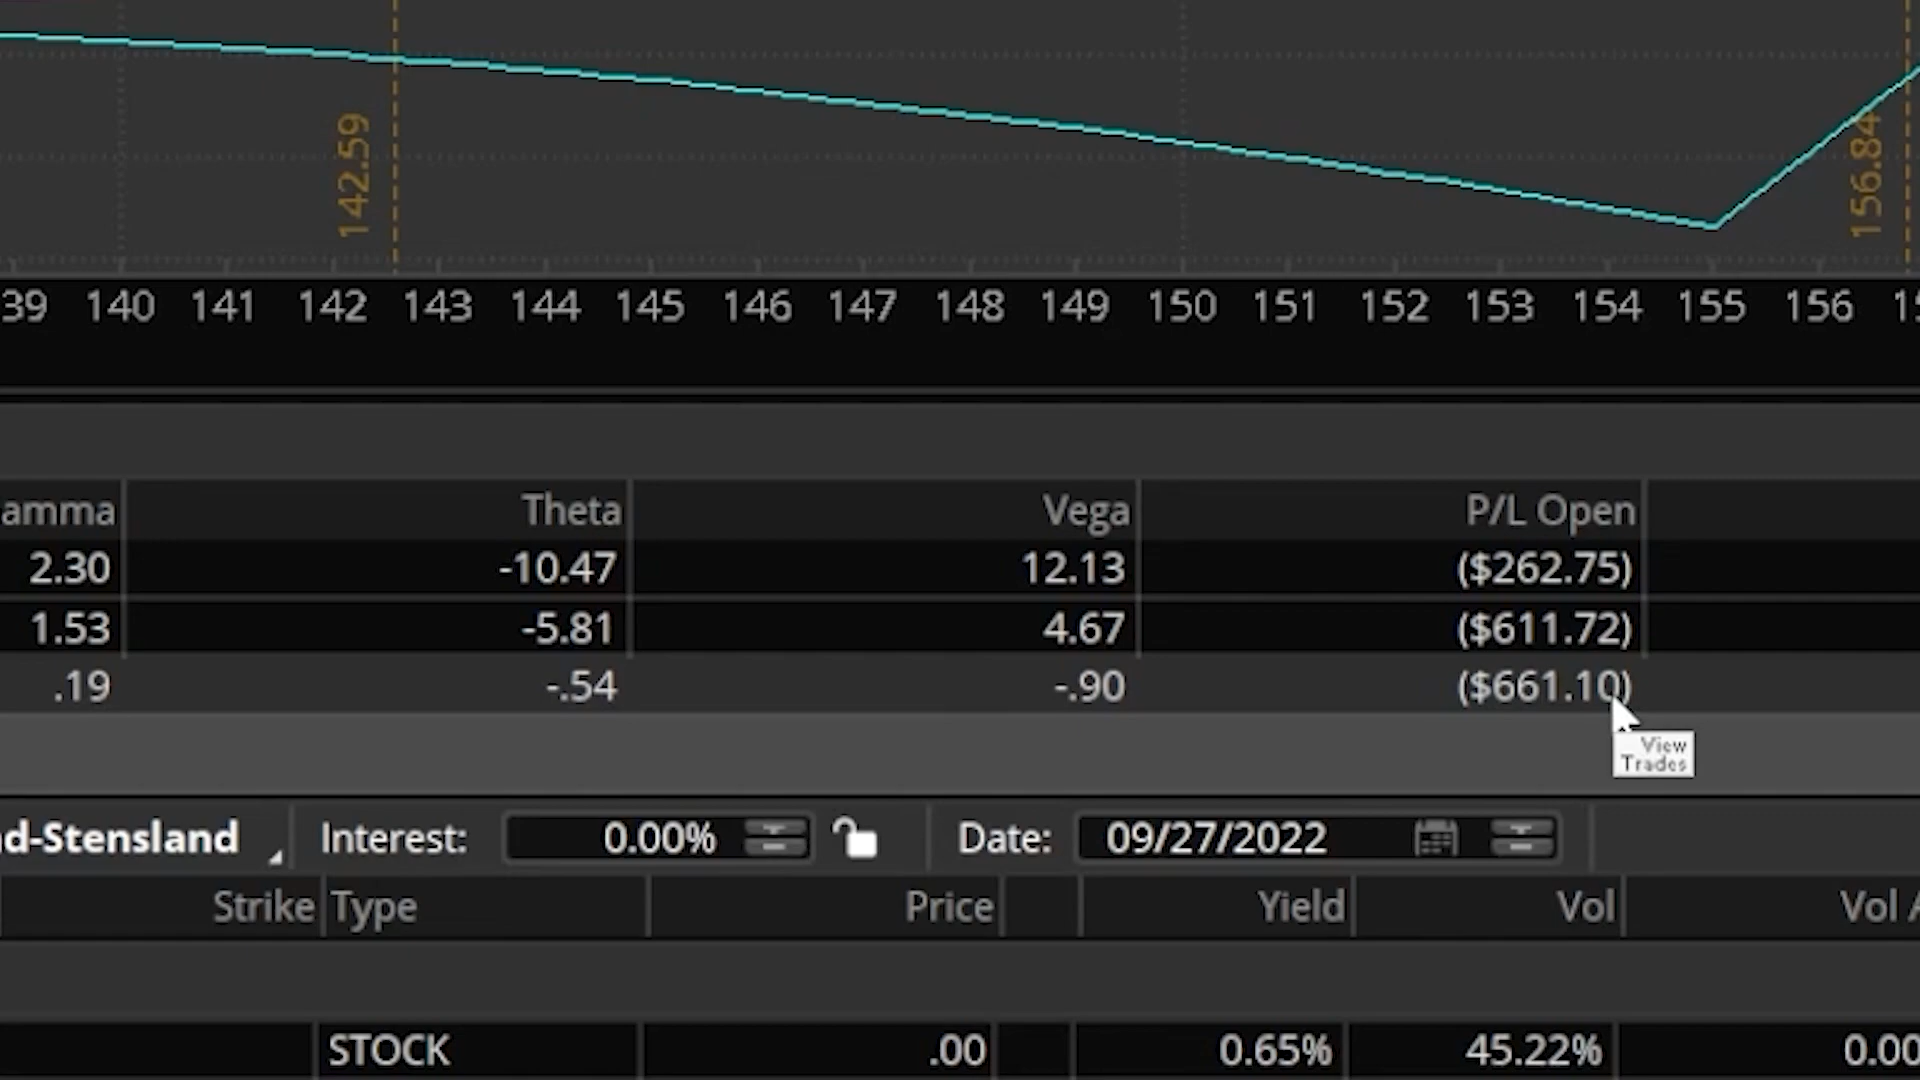 142.59
156.84
39 140 141 142 143 144 145 146 147 148 149 150 151 152 153 154 155 156 15
amma Theta Vega P/L Open
2.30 -10.47 12.13 ($262.75)
1.53 -5.81 4.67 ($611.72)
.19 -.54 -.90 ($661.10)
View
Trades
d-Stensland Interest: 0.00% Date: 09/27/2022
Strike Type Price Yield Vol Vol A
STOCK .00 0.65% 45.22% 0.00